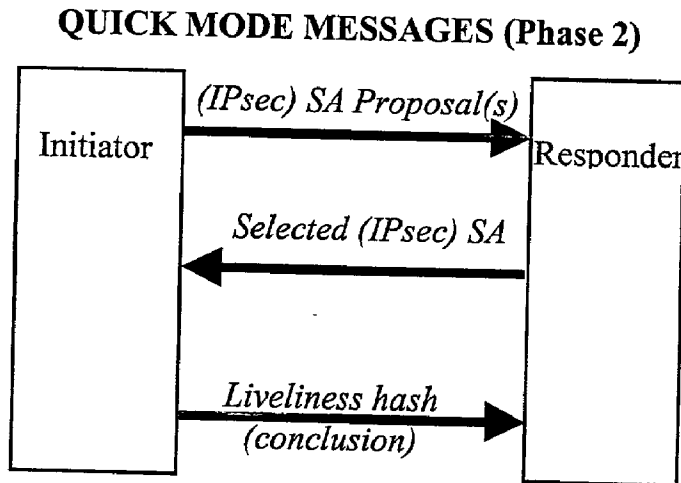 QUICK MODE MESSAGES (Phase 2)
(IPsec) SA Proposal(s)
Initiator
Responder
Selected (IPsec) SA
Liveliness hash
(conclusion)